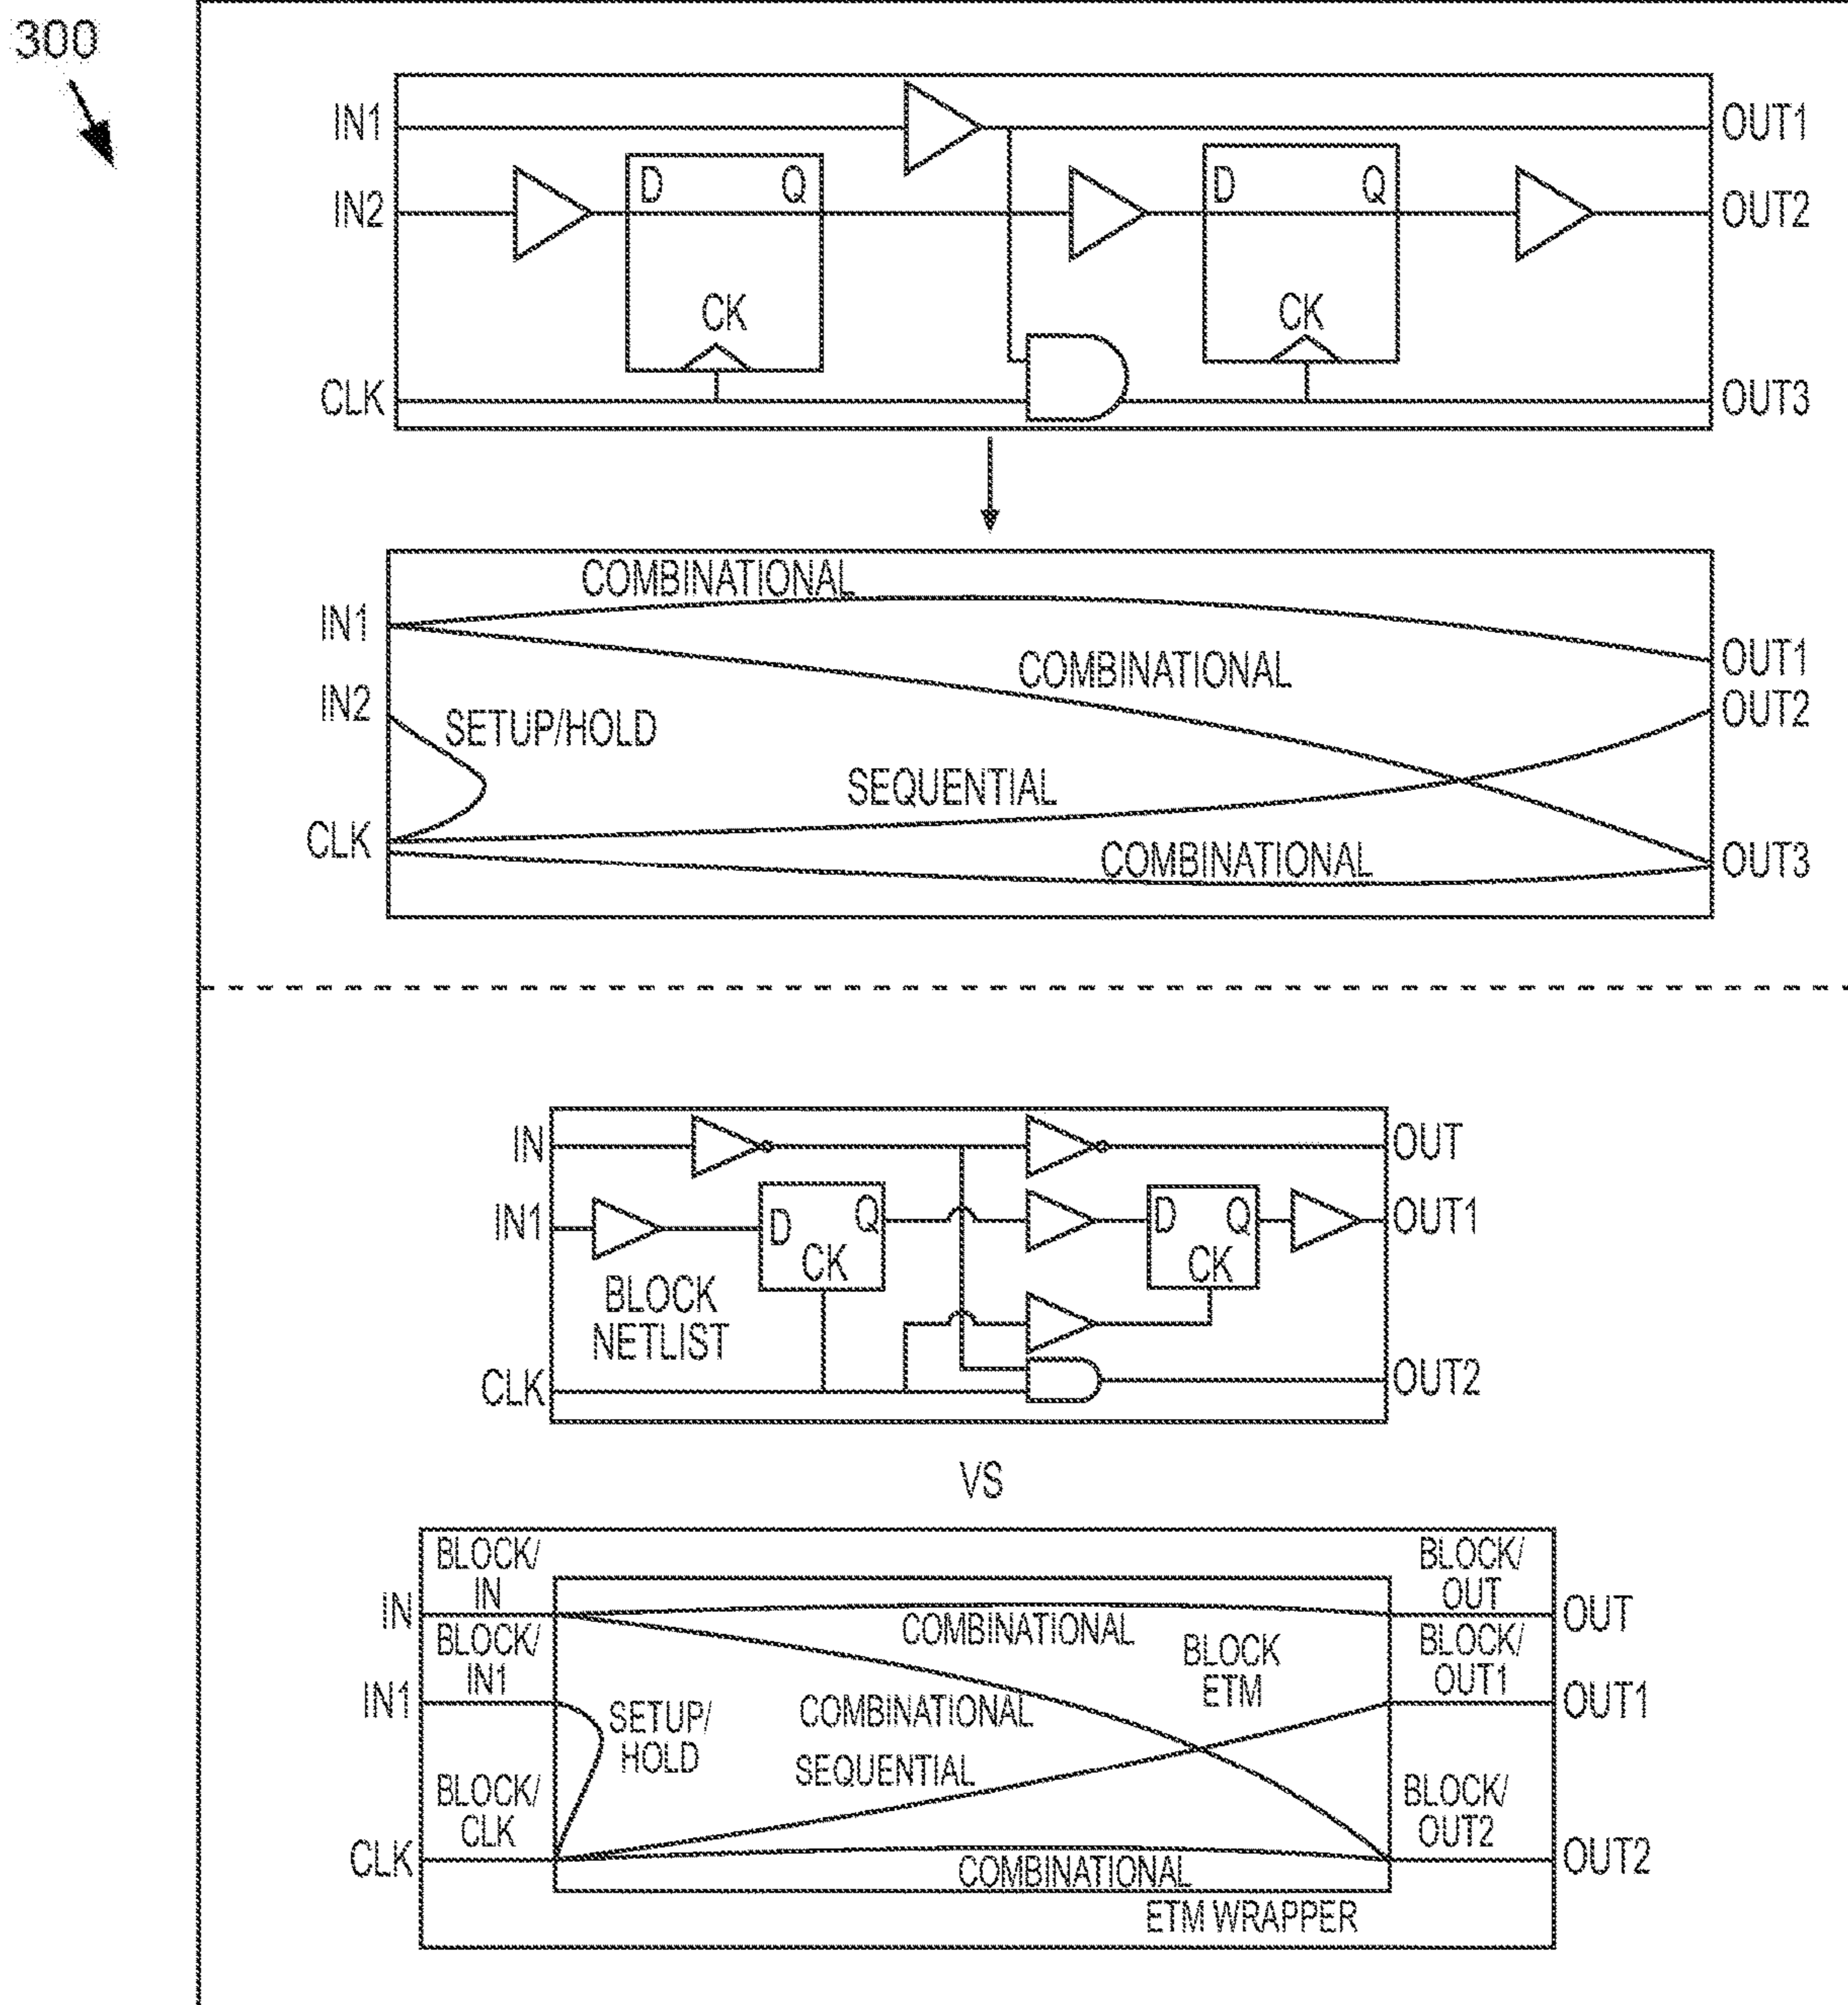 300
IN1
OUT1
IN2
D
Q
D
Q
OUT2
CK
CK
CLK
OUT3
COMBINATIONAL
IN1
COMBINATIONAL
OUT1
IN2
SETUP/HOLD
OUT2
SEQUENTIAL
CLK
COMBINATIONAL
OUT3
IN
OUT
IN1
D
Q
D
Q
OUT1
CK
CK
BLOCK
NETLIST
CLK
OUT2
VS
BLOCK/
IN
BLOCK/
OUT
IN
COMBINATIONAL
OUT
BLOCK/
IN1
BLOCK
ETM
BLOCK/
OUT1
IN1
SETUP/
HOLD
COMBINATIONAL
OUT1
SEQUENTIAL
BLOCK/
CLK
BLOCK/
OUT2
CLK
COMBINATIONAL
OUT2
ETM WRAPPER